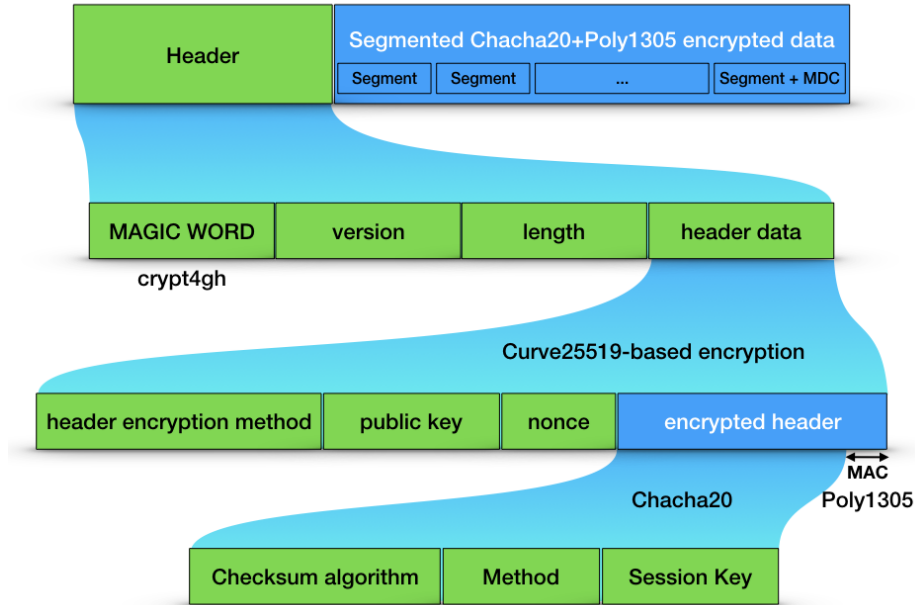 Header
Segmented Chacha20+Poly1305 encrypted data
Segment
Segment
...
Segment + MDC
MAGIC WORD
version
length
header data
crypt4gh
Curve25519-based encryption
header encryption method
public key
nonce
encrypted header
MAC
Chacha20
Poly1305
Checksum algorithm
Method
Session Key